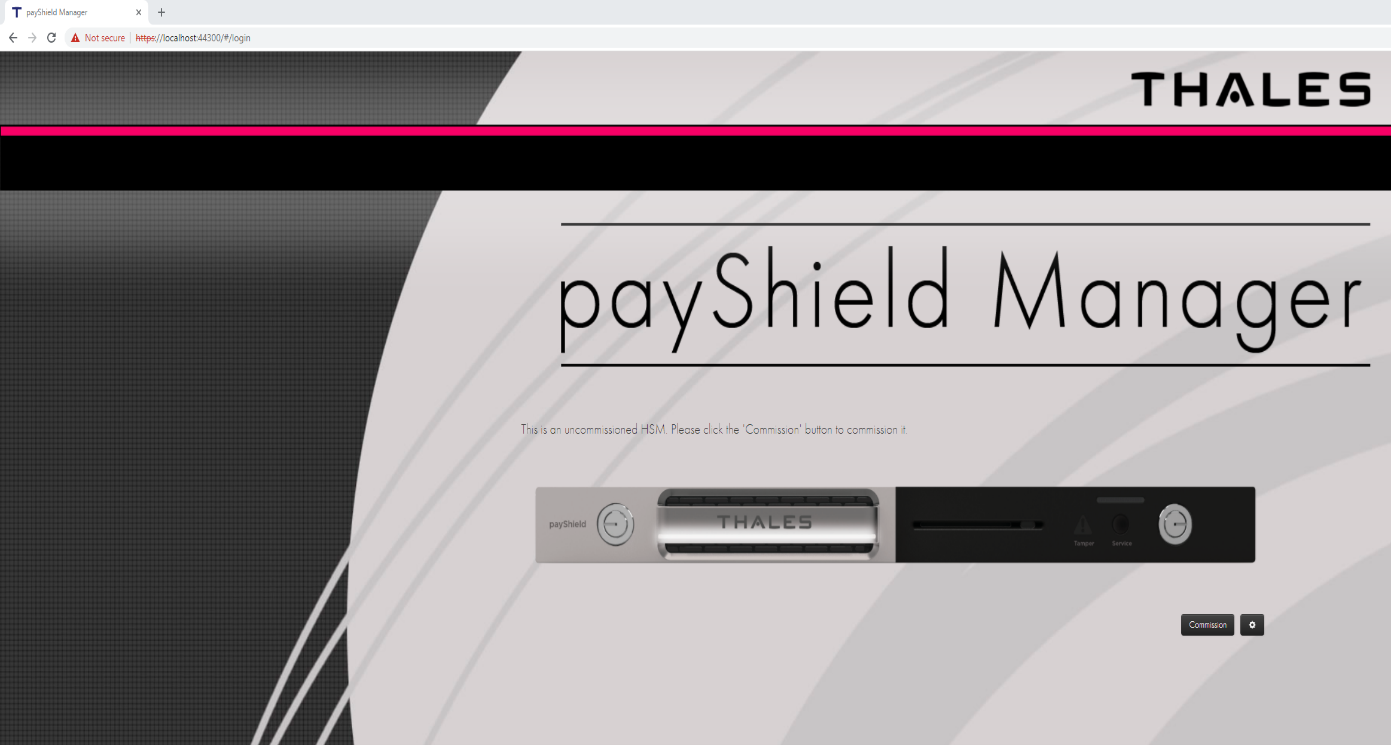 payShield Manager
Not secure
https://localhost:44300/#/login
THALES
payShield Manager
This is an uncommissioned HSM. Please click the 'Commission' button to commission it.
payShield
THALES
Tamper
Service
Commission